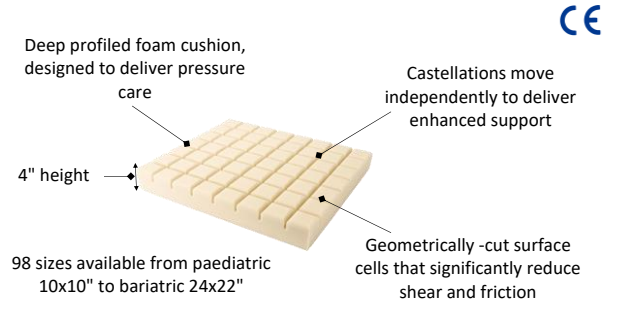 CE
Deep profiled foam cushion,
designed to deliver pressure
care
Castellations move
independently to deliver
enhanced support
4" height
98 sizes available from paediatric
10x10" to bariatric 24x22"
Geometrically -cut surface
cells that significantly reduce
shear and friction